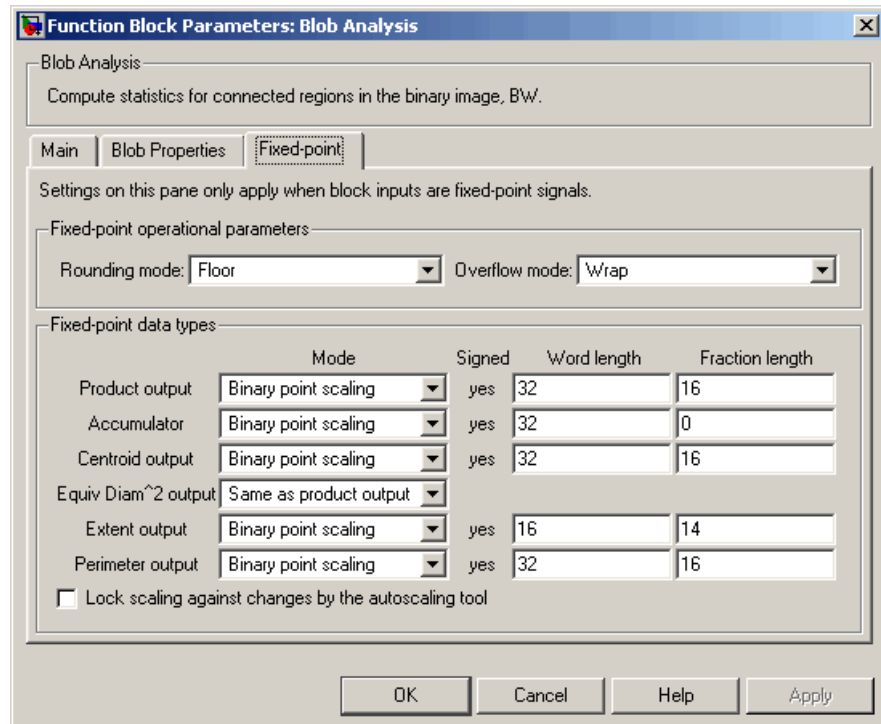 Function Block Parameters: Blob Analysis
Blob Analysis
Compute statistics for connected regions in the binary image, BW.
Main Blob Properties Fixed-point
Settings on this pane only apply when block inputs are fixed-point signals.
Fixed-point operational parameters
Rounding mode: Floor Overflow mode: Wrap
Fixed-point data types
Mode Signed Word length Fraction length
Product output Binary point scaling yes 32 16
Accumulator Binary point scaling yes 32 0
Centroid output Binary point scaling yes 32 16
Equiv Diam^2 output Same as product output
Extent output Binary point scaling yes 16 14
Perimeter output Binary point scaling yes 32 16
Lock scaling against changes by the autoscaling tool
OK Cancel Help Apply